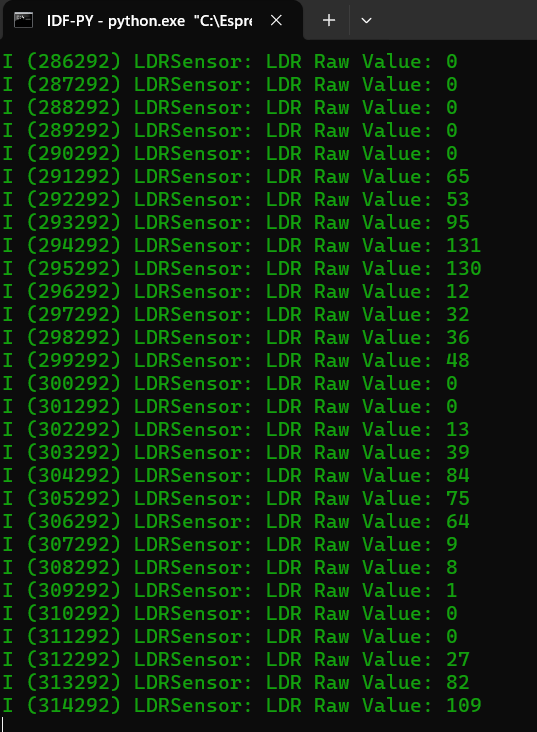 IDF-PY - python.exe "C:\Espre
I (286292) LDRSensor: LDR Raw Value: 0
I (287292) LDRSensor: LDR Raw Value: 0
I (288292) LDRSensor: LDR Raw Value: 0
I (289292) LDRSensor: LDR Raw Value: 0
I (290292) LDRSensor: LDR Raw Value: 0
I (291292) LDRSensor: LDR Raw Value: 65
I (292292) LDRSensor: LDR Raw Value: 53
I (293292) LDRSensor: LDR Raw Value: 95
I (294292) LDRSensor: LDR Raw Value: 131
I (295292) LDRSensor: LDR Raw Value: 130
I (296292) LDRSensor: LDR Raw Value: 12
I (297292) LDRSensor: LDR Raw Value: 32
I (298292) LDRSensor: LDR Raw Value: 36
I (299292) LDRSensor: LDR Raw Value: 48
I (300292) LDRSensor: LDR Raw Value: 0
I (301292) LDRSensor: LDR Raw Value: 0
I (302292) LDRSensor: LDR Raw Value: 13
I (303292) LDRSensor: LDR Raw Value: 39
I (304292) LDRSensor: LDR Raw Value: 84
I (305292) LDRSensor: LDR Raw Value: 75
I (306292) LDRSensor: LDR Raw Value: 64
I (307292) LDRSensor: LDR Raw Value: 9
I (308292) LDRSensor: LDR Raw Value: 8
I (309292) LDRSensor: LDR Raw Value: 1
I (310292) LDRSensor: LDR Raw Value: 0
I (311292) LDRSensor: LDR Raw Value: 0
I (312292) LDRSensor: LDR Raw Value: 27
I (313292) LDRSensor: LDR Raw Value: 82
I (314292) LDRSensor: LDR Raw Value: 109